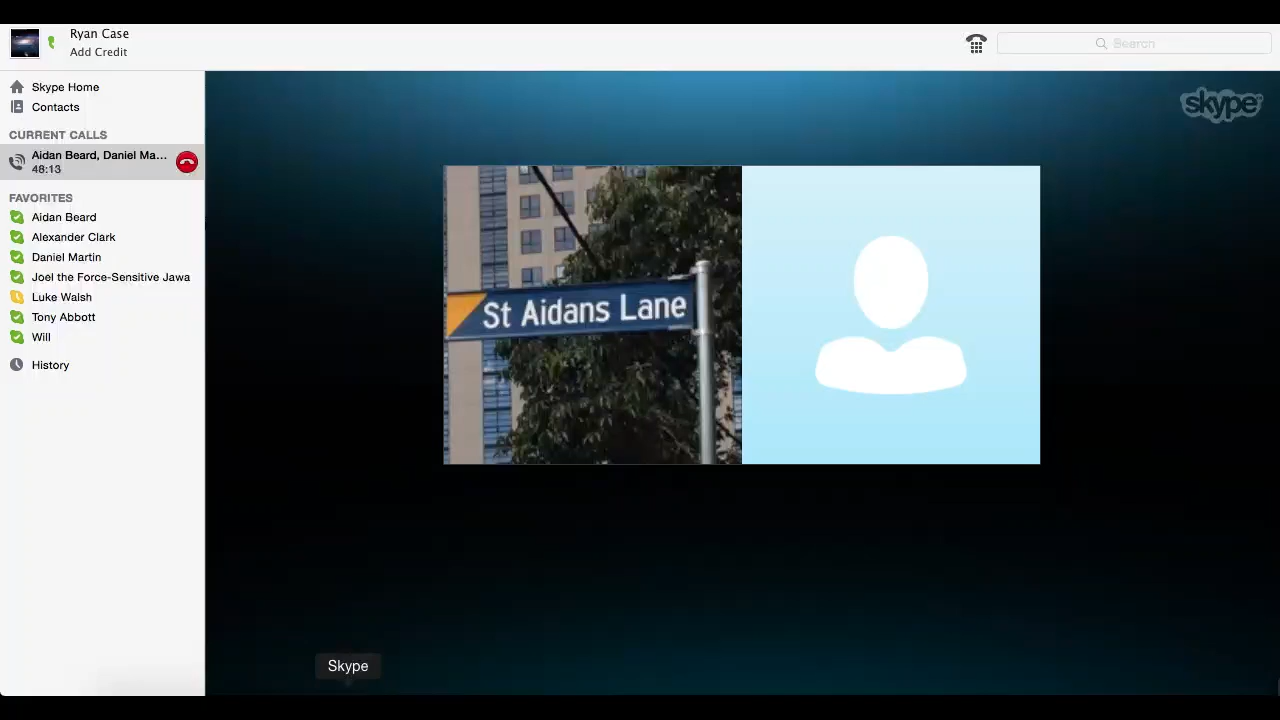 Ryan Case
Add Credit
Search
Skype Home
Contacts
CURRENT CALLS
Aidan Beard, Daniel Ma...
48:13
FAVORITES
Aidan Beard
Alexander Clark
Daniel Martin
Joel the Force-Sensitive Jawa
Luke Walsh
Tony Abbott
Will
History
skype
St Aidans Lane
Skype